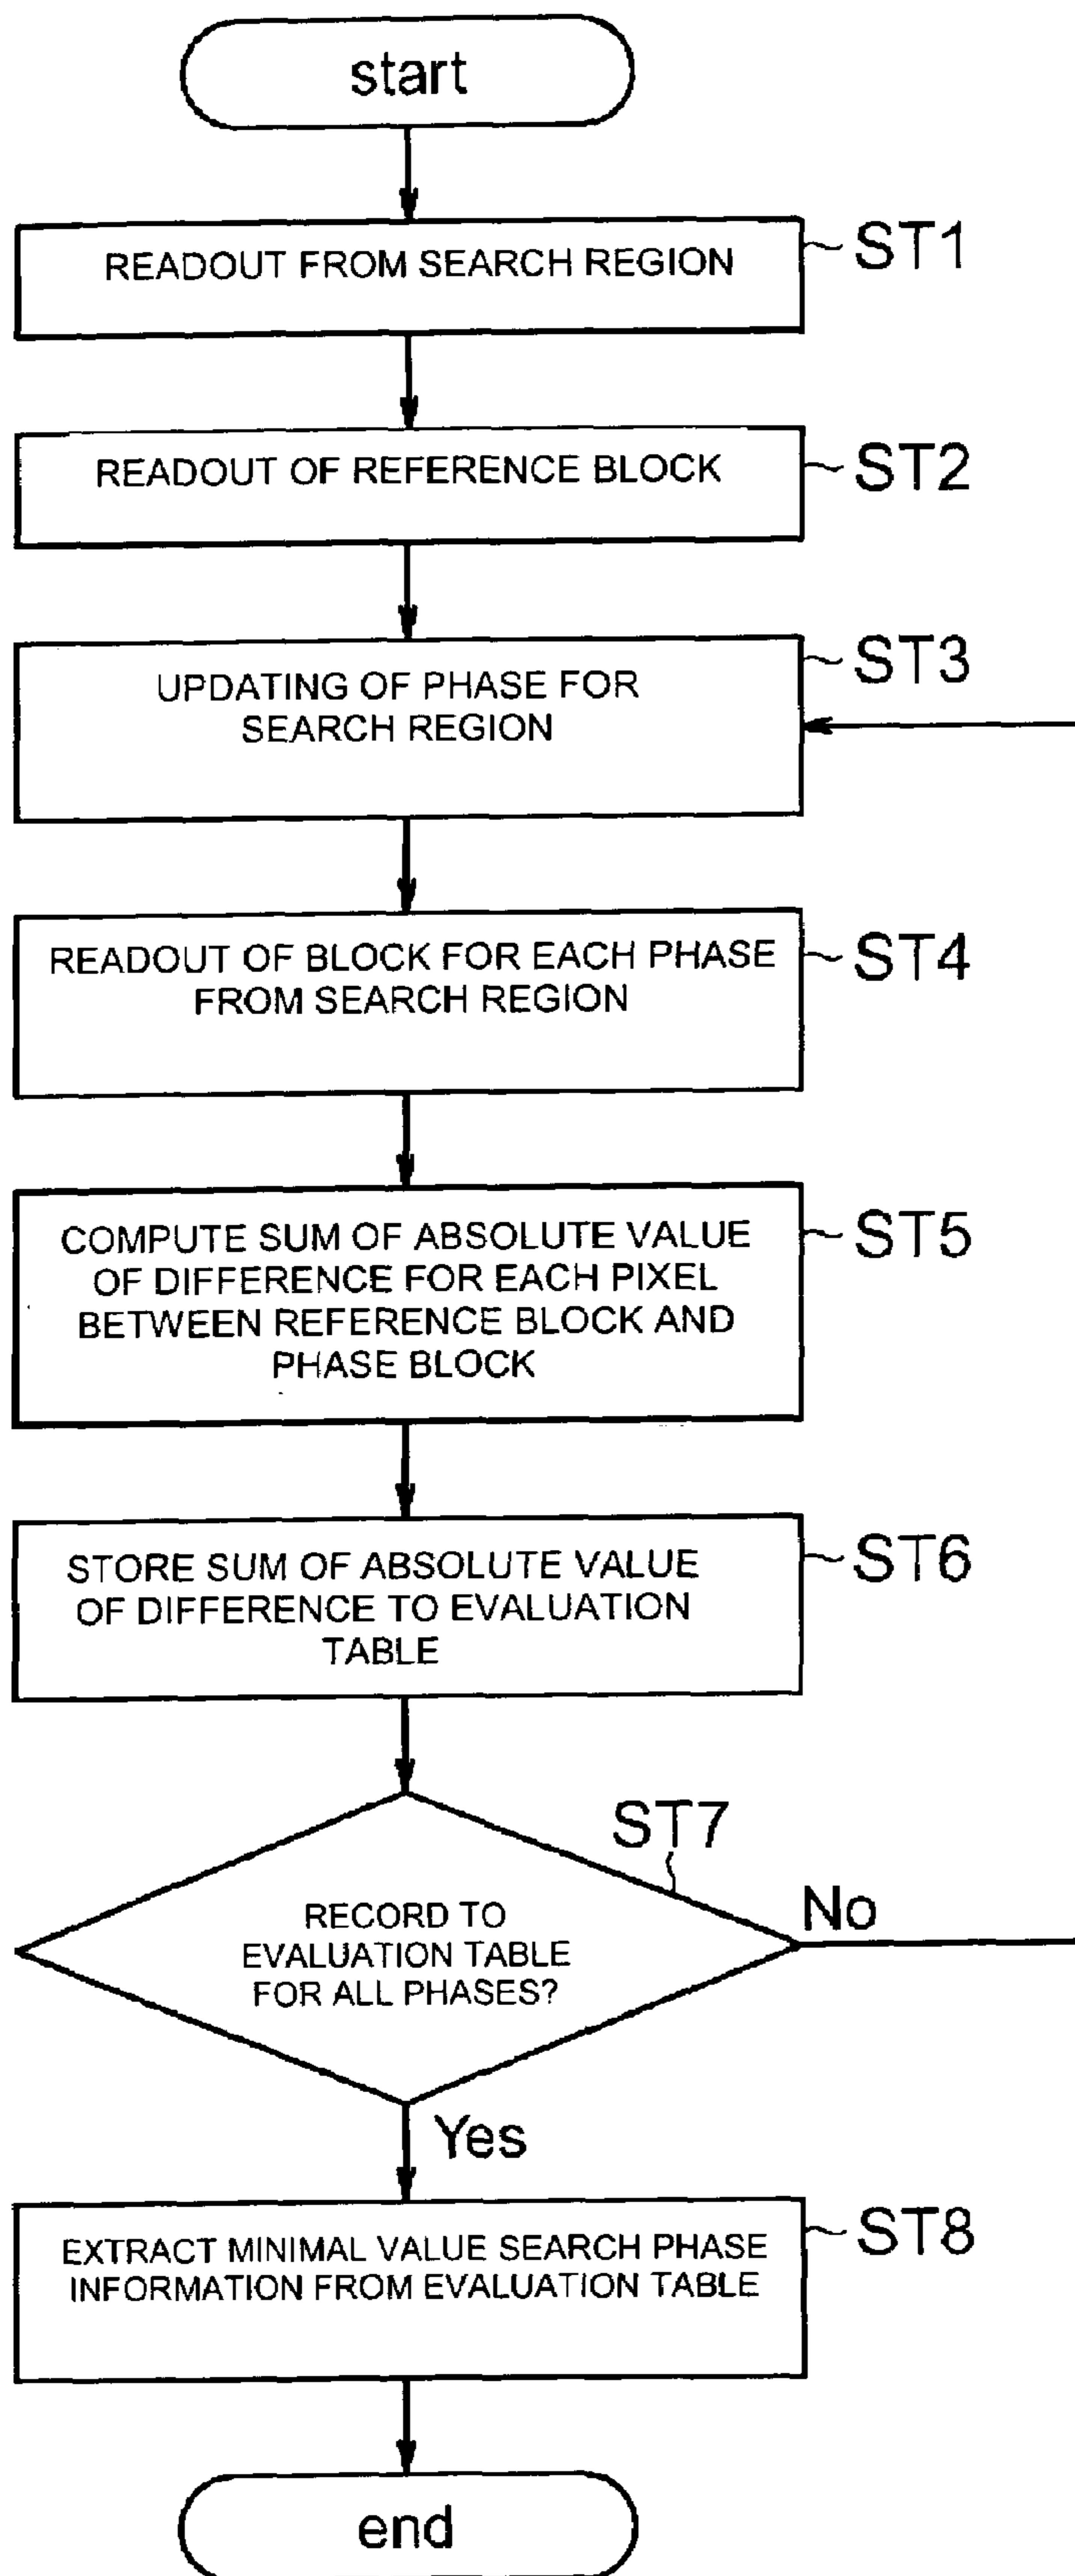 start
READOUT FROM SEARCH REGION
ST1
READOUT OF REFERENCE BLOCK
ST2
UPDATING OF PHASE FOR
SEARCH REGION
ST3
READOUT OF BLOCK FOR EACH PHASE
FROM SEARCH REGION
ST4
COMPUTE SUM OF ABSOLUTE VALUE
OF DIFFERENCE FOR EACH PIXEL
BETWEEN REFERENCE BLOCK AND
PHASE BLOCK
ST5
STORE SUM OF ABSOLUTE VALUE
OF DIFFERENCE TO EVALUATION
TABLE
ST6
ST7
RECORD TO
EVALUATION TABLE
FOR ALL PHASES?
No
Yes
EXTRACT MINIMAL VALUE SEARCH PHASE
INFORMATION FROM EVALUATION TABLE
ST8
end